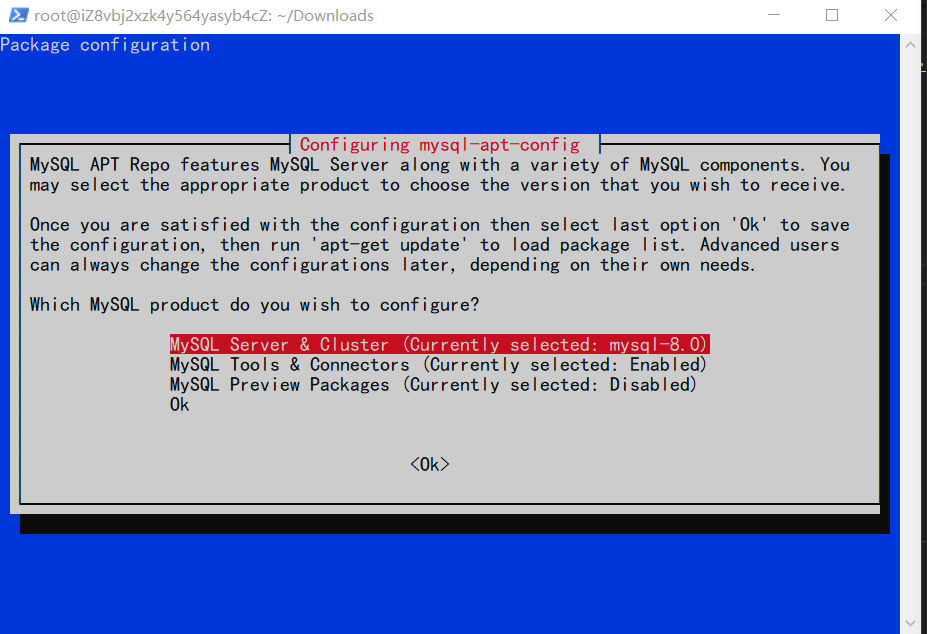 root@iZ8vbj2xzk4y564yasyb4cZ: ~/Downloads
Package configuration
Configuring mysql-apt-config
MySQL APT Repo features MySQL Server along with a variety of MySQL components. You
may select the appropriate product to choose the version that you wish to receive.
Once you are satisfied with the configuration then select last option 'Ok' to save
the configuration, then run 'apt-get update' to load package list. Advanced users
can always change the configurations later, depending on their own needs.
Which MySQL product do you wish to configure?
MySQL Server & Cluster (Currently selected: mysql-8.0)
MySQL Tools & Connectors (Currently selected: Enabled)
MySQL Preview Packages (Currently selected: Disabled)
Ok
<Ok>